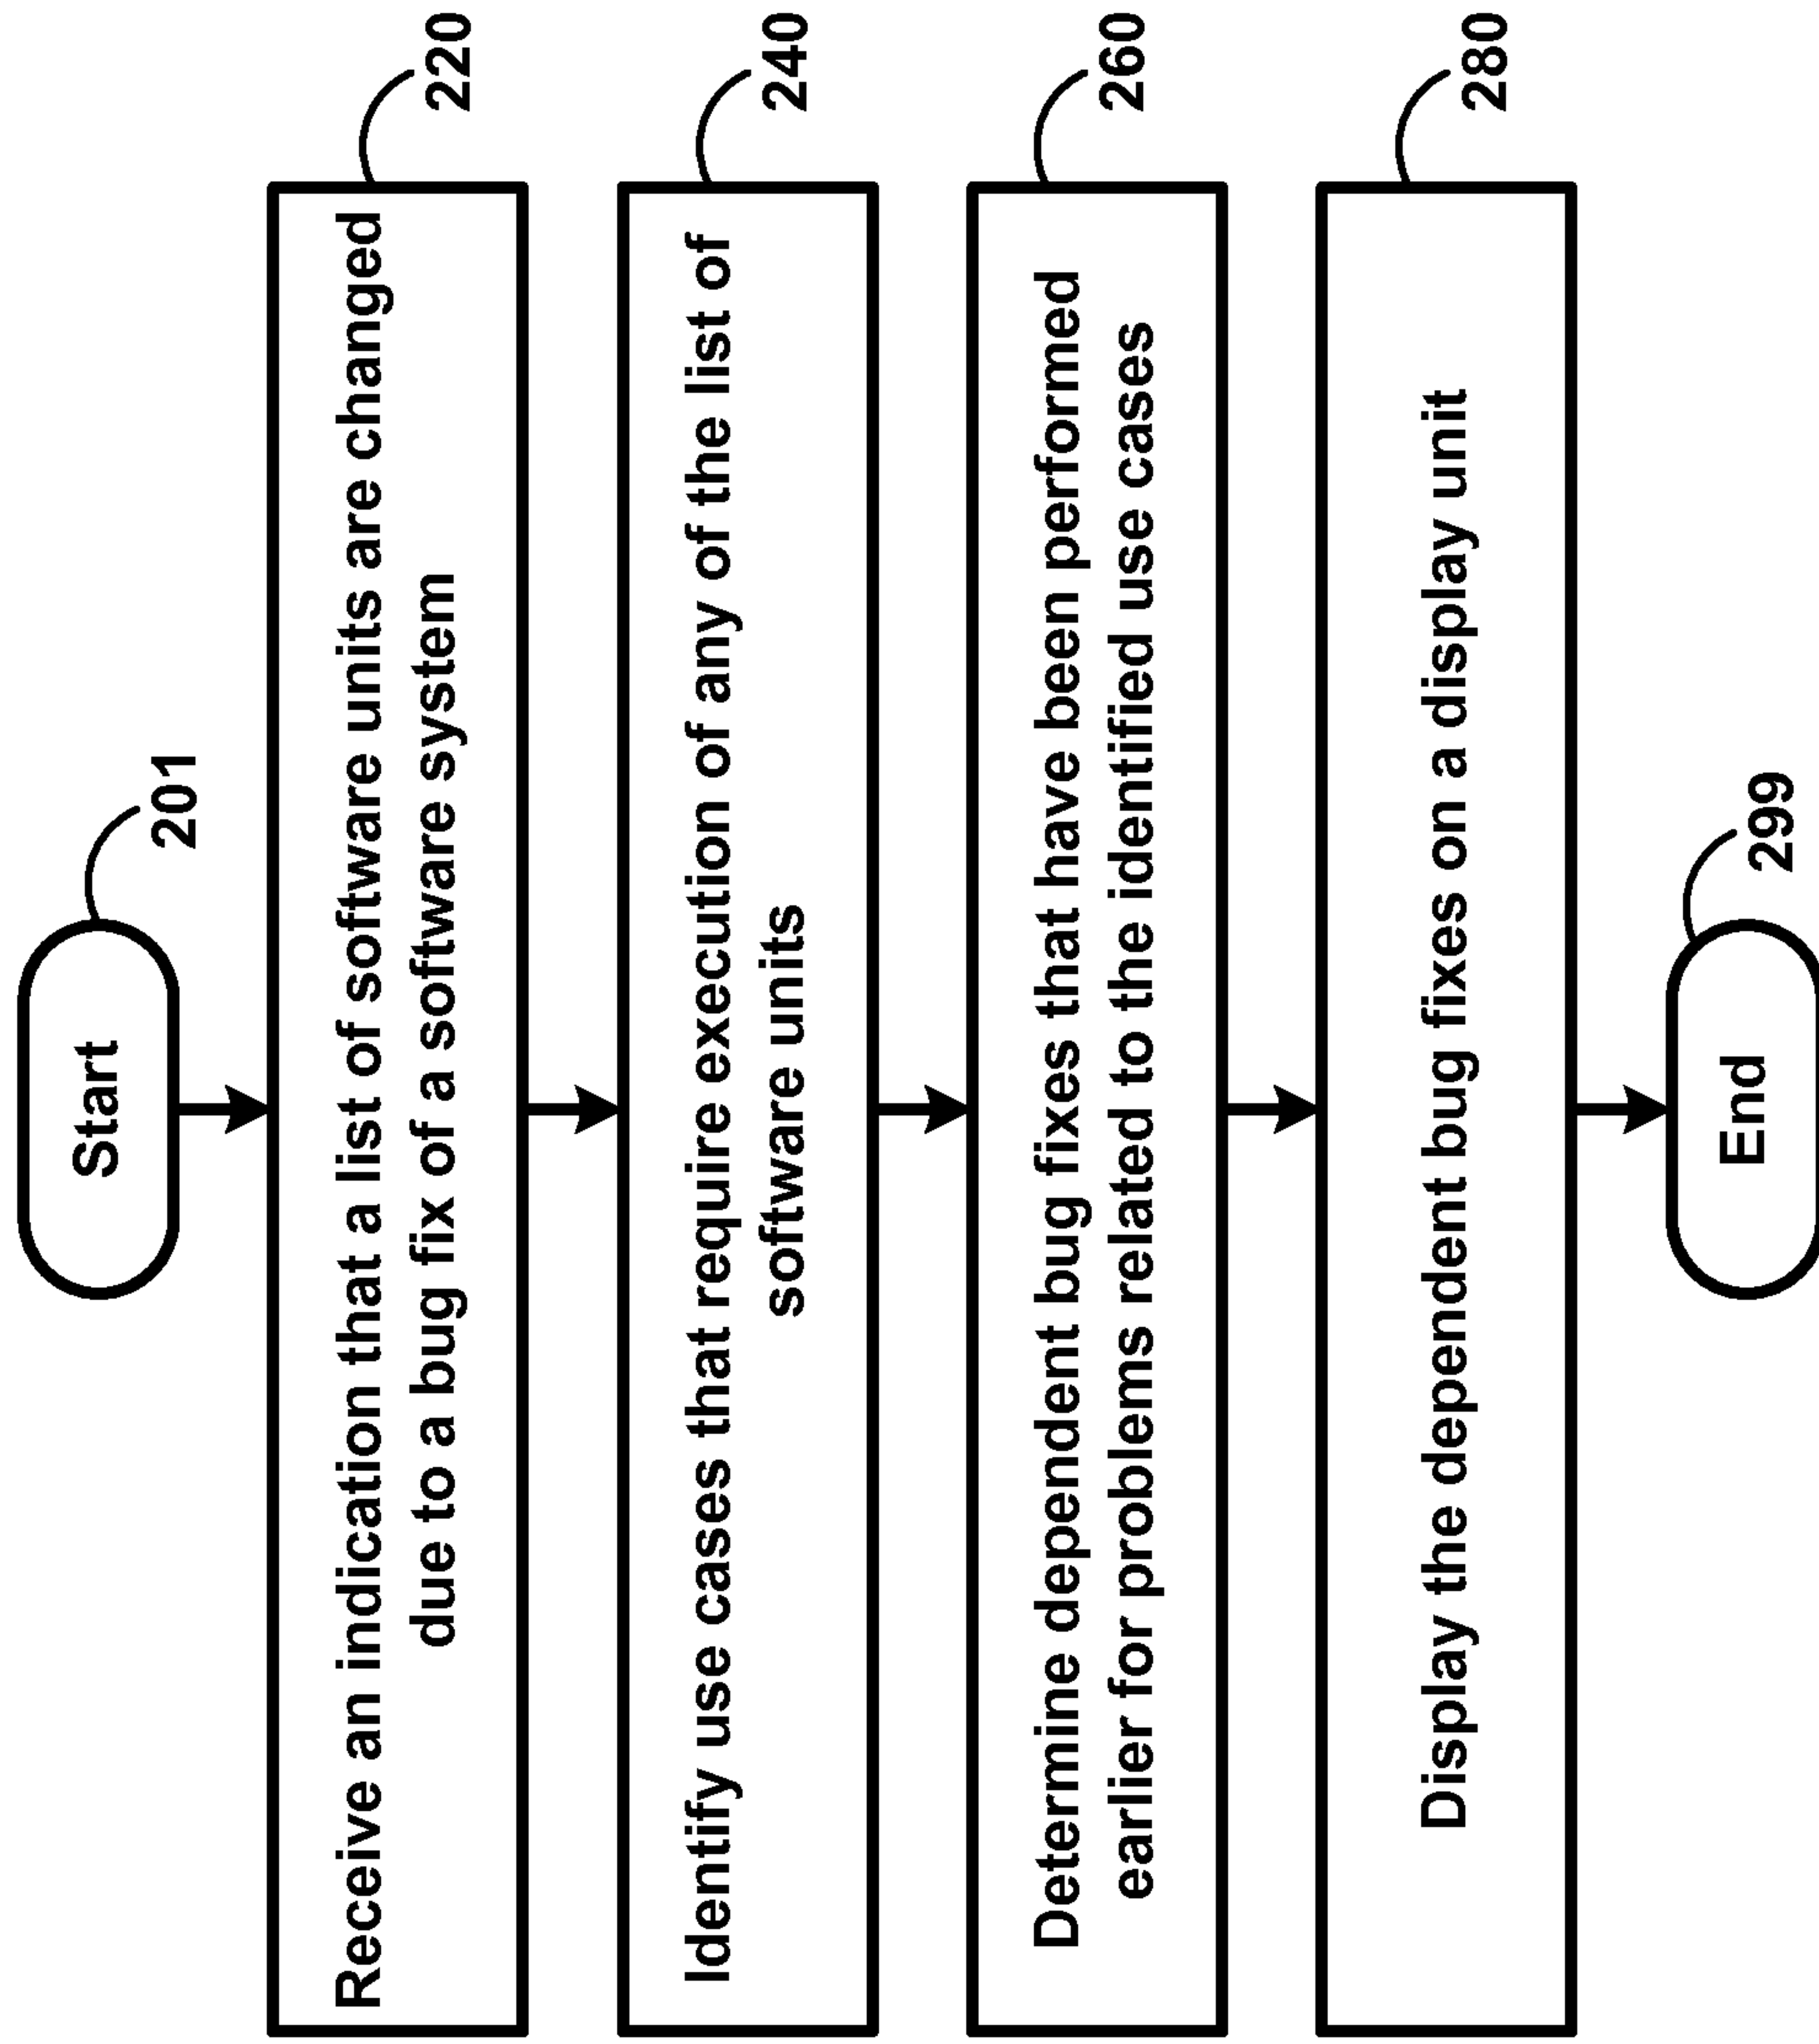 Start
201
Receive an indication that a list of software units are changed
due to a bug fix of a software system
220
Identify use cases that require execution of any of the list of
software units
240
Determine dependent bug fixes that have been performed
earlier for problems related to the identified use cases
260
Display the dependent bug fixes on a display unit
280
End
299